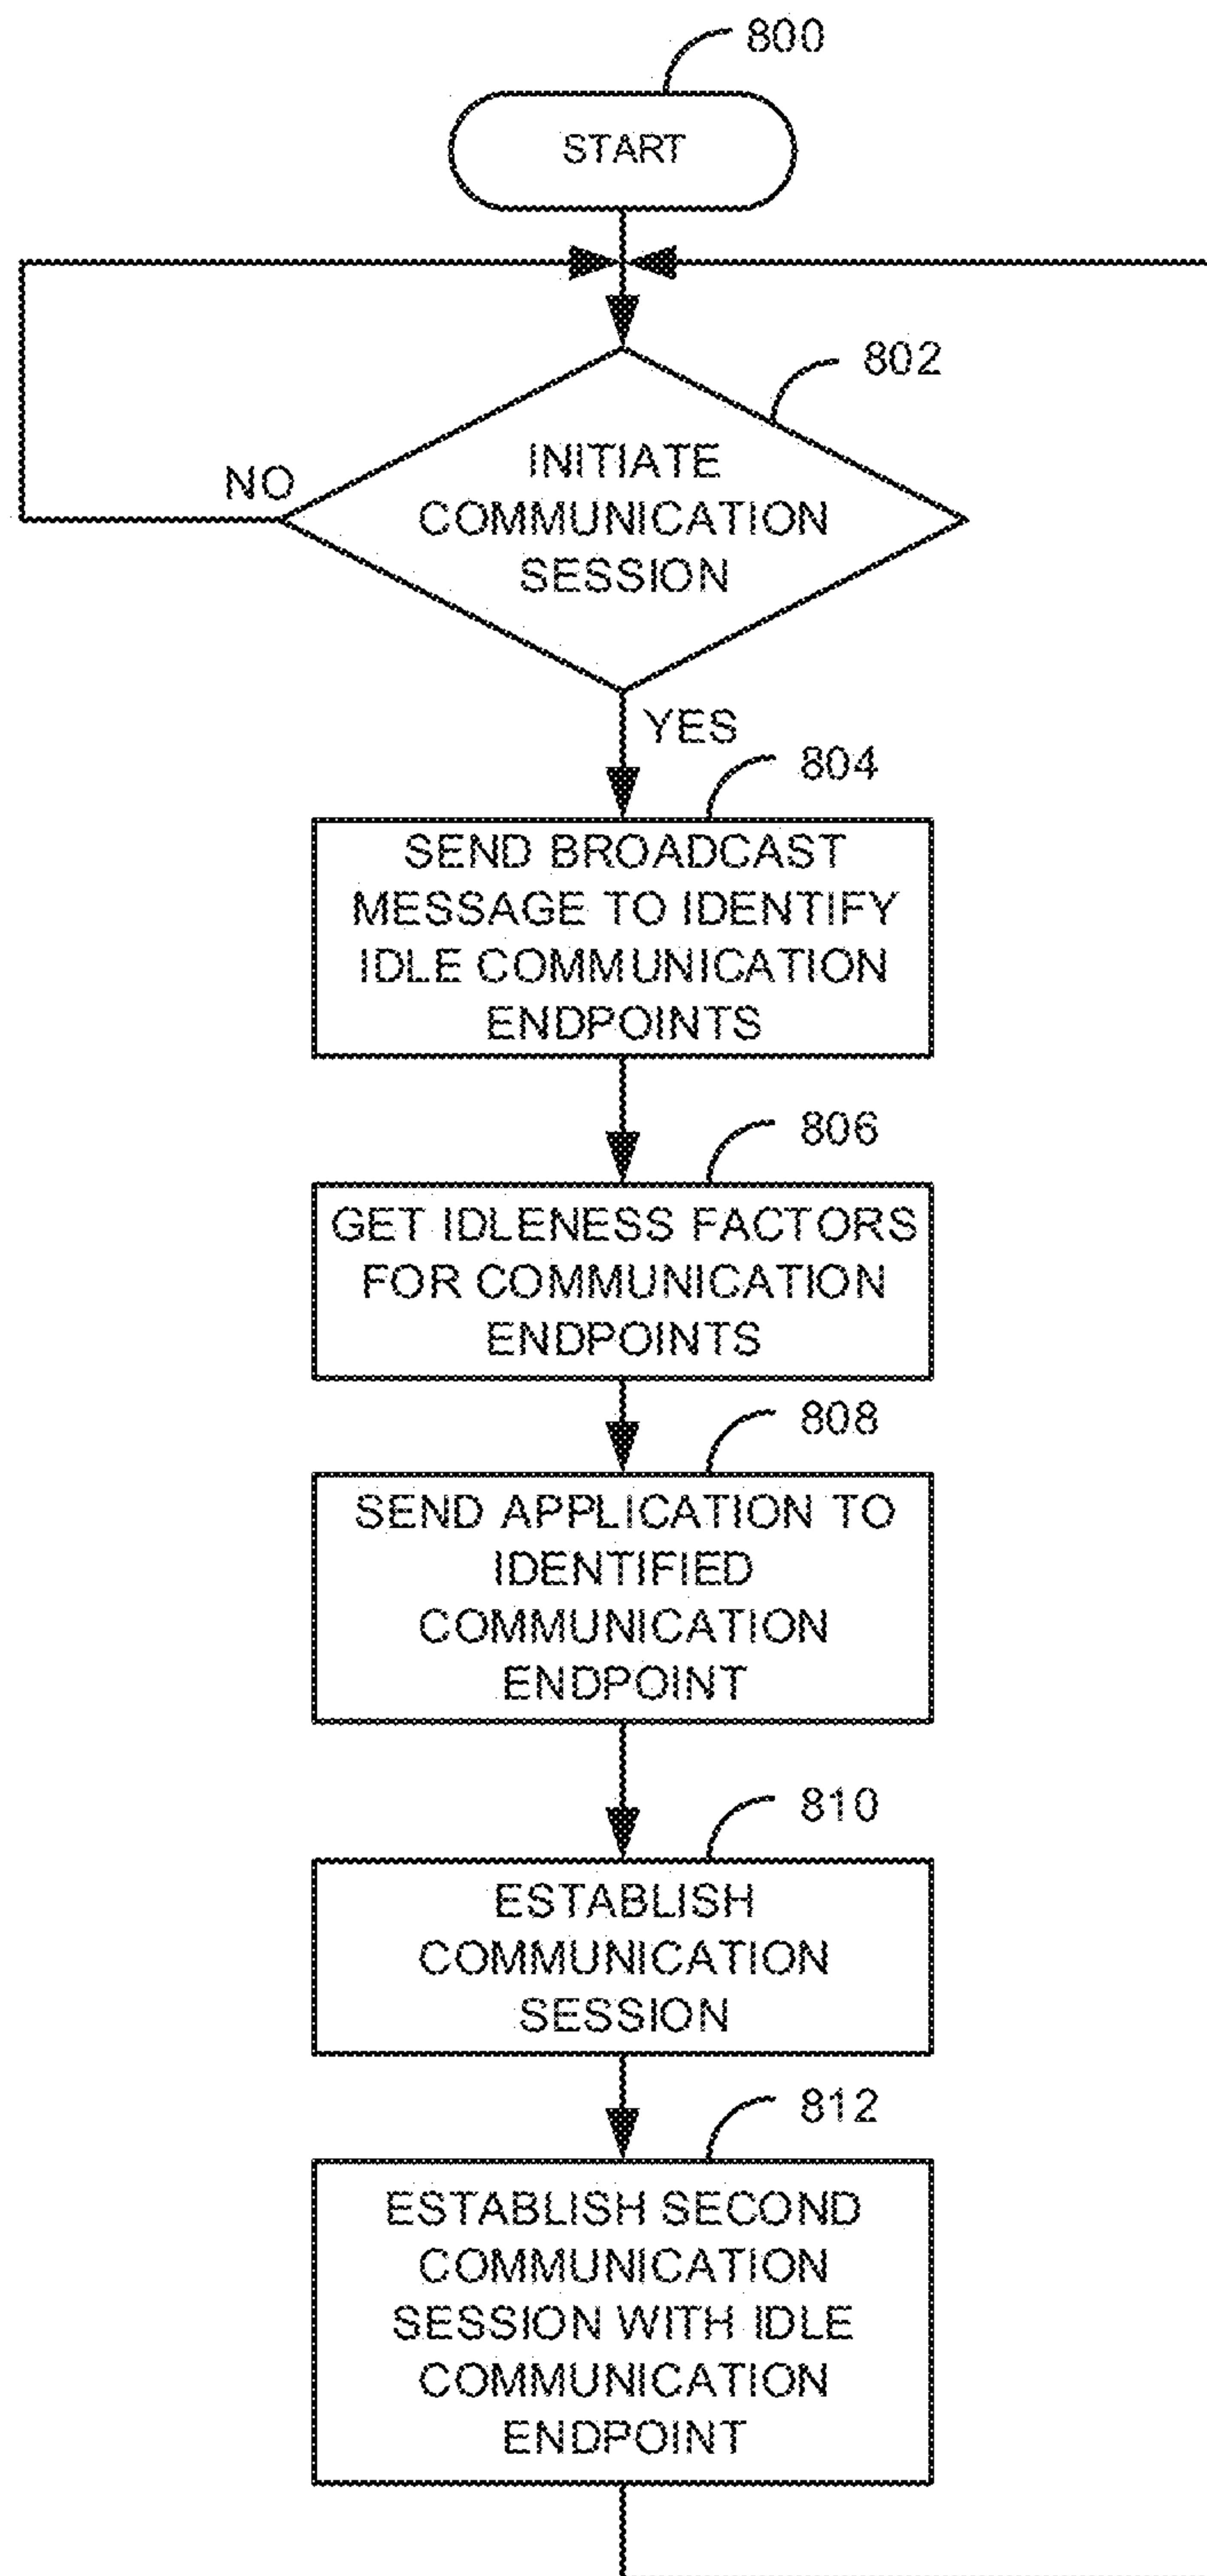 800
START
802
INITIATE
COMMUNICATION
SESSION
NO
YES
804
SEND BROADCAST
MESSAGE TO IDENTIFY
IDLE COMMUNICATION
ENDPOINTS
806
GET IDLENESS FACTORS
FOR COMMUNICATION
ENDPOINTS
808
SEND APPLICATION TO
IDENTIFIED
COMMUNICATION
ENDPOINT
810
ESTABLISH
COMMUNICATION
SESSION
812
ESTABLISH SECOND
COMMUNICATION
SESSION WITH IDLE
COMMUNICATION
ENDPOINT